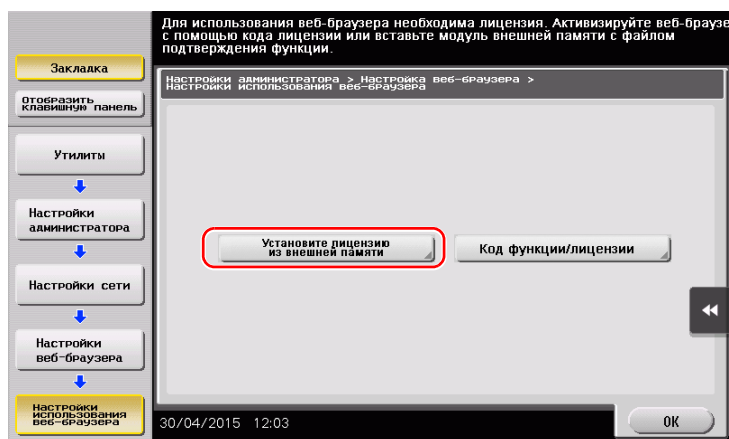 Для использования веб-браузера необходима лицензия. Активизируйте веб-браузе
с помощью кода лицензии или вставьте модуль внешней памяти с файлом
подтверждения функции.
Закладка
Отобразить
клавишную панель
Настройки администратора > Настройка веб-браузера >
Настройки использования веб-браузера
Утилиты
Настройки
администратора
Установите лицензию
из внешней памяти
Код функции/лицензии
Настройки сети
Настройки
веб-браузера
Настройки
использования
веб-браузера
30/04/2015 12:03
OK